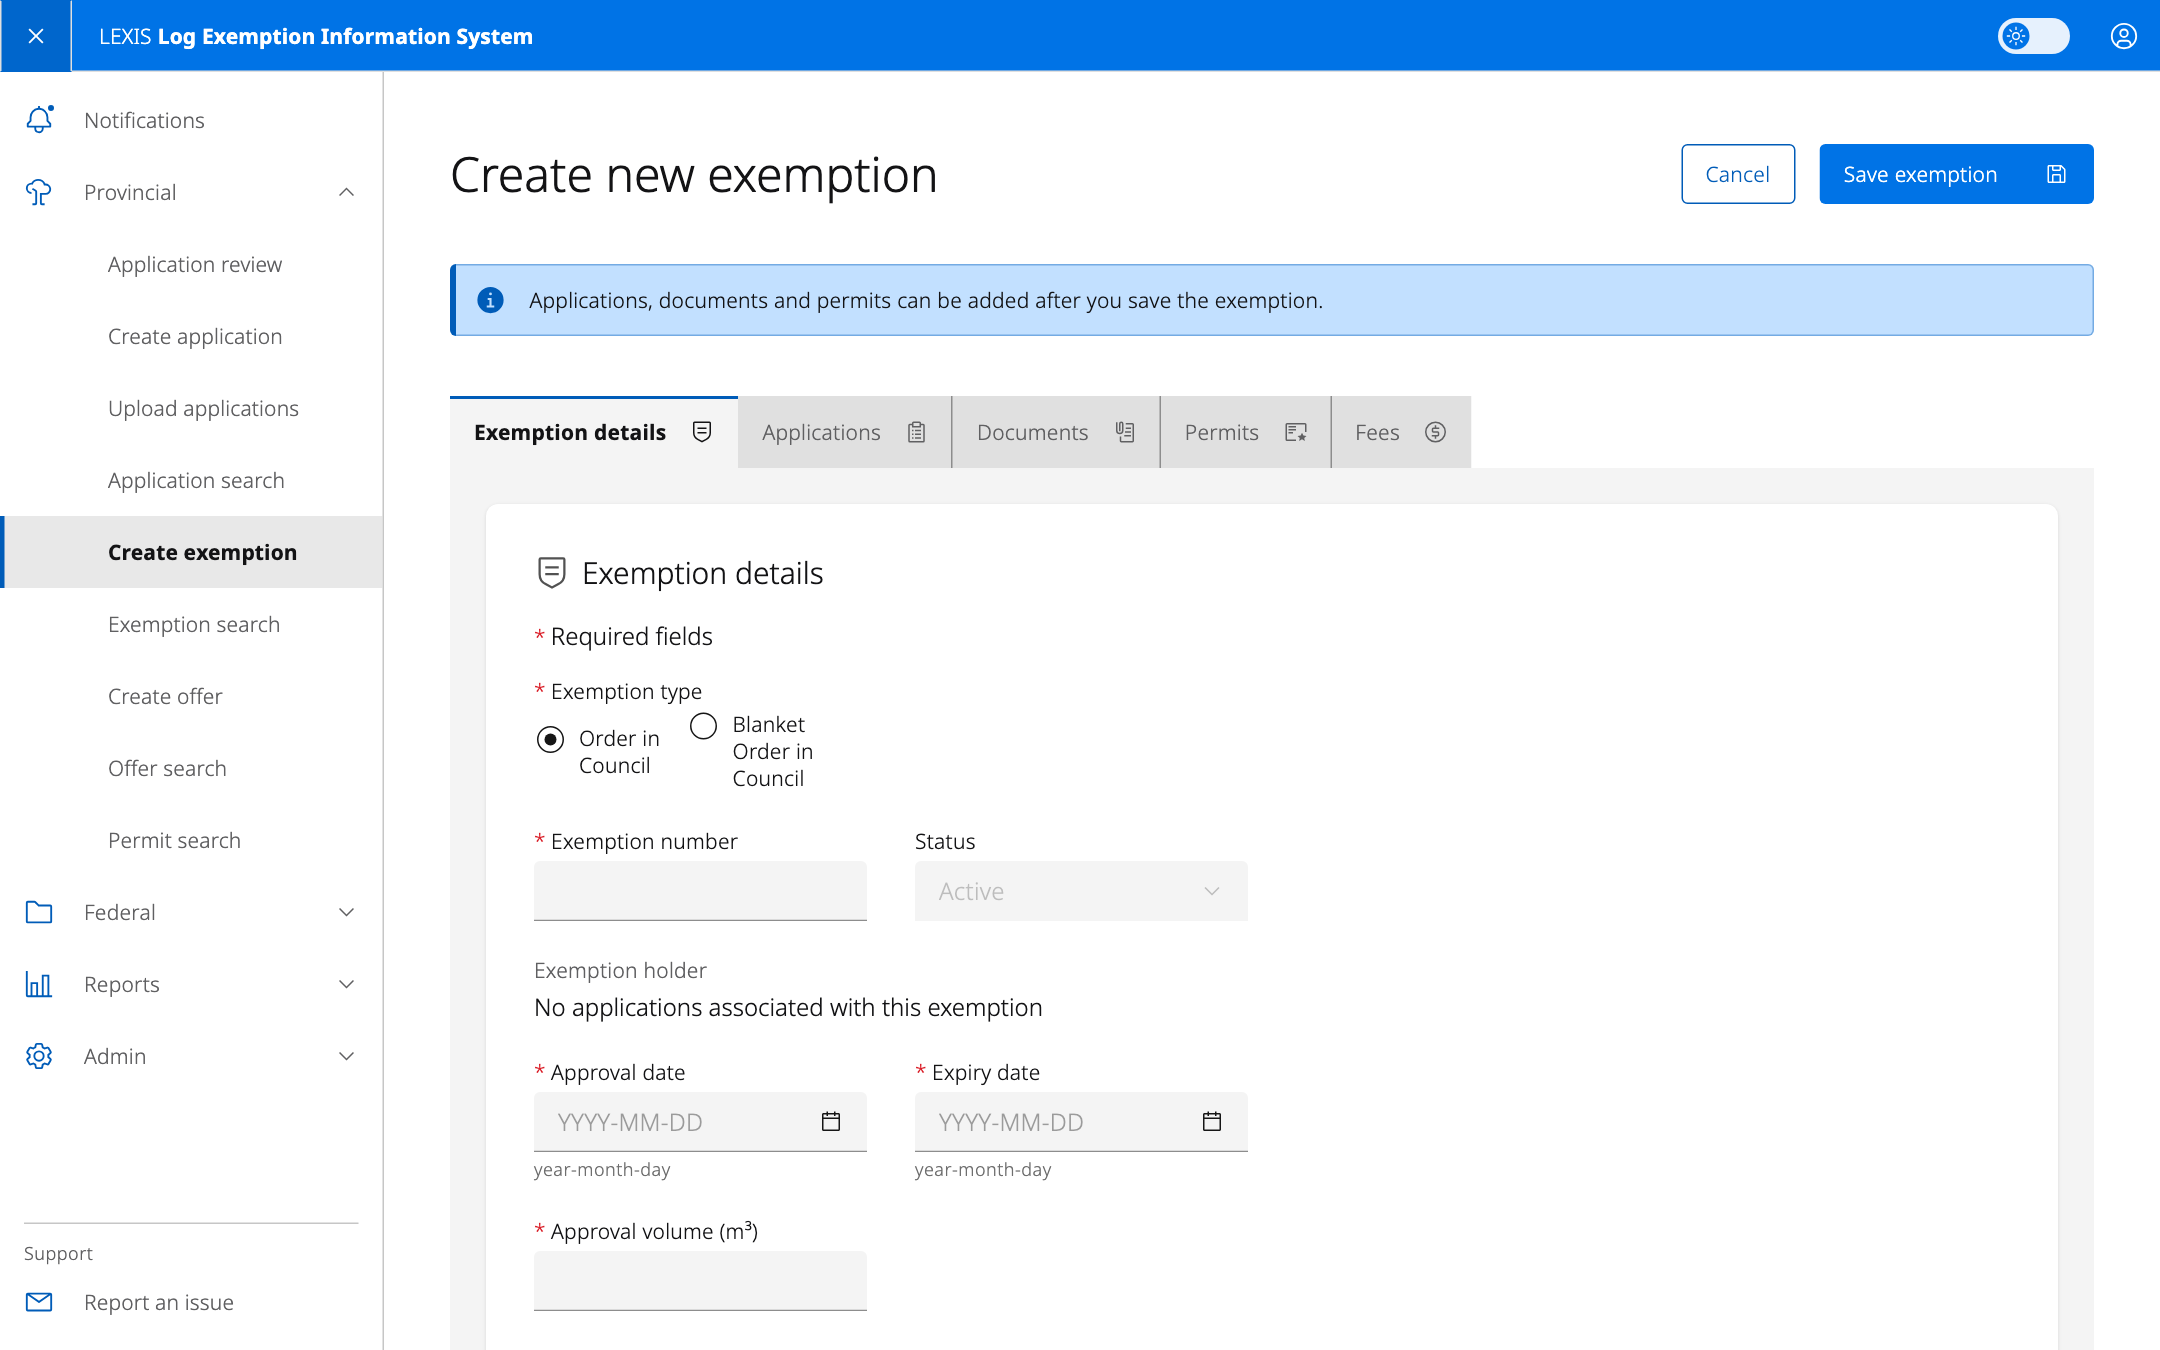 LEXIS Log Exemption Information System
Notifications
Provincial
Application review
Create application
Upload applications
Application search
Create exemption
Exemption search
Create offer
Offer search
Permit search
Federal
Reports
Admin
Support
Report an issue
Create new exemption
Cancel
Save exemption
Applications, documents and permits can be added after you save the exemption.
Exemption details
Applications
Documents
Permits
Fees
Exemption details
* Required fields
* Exemption type
Order in
Council
Blanket
Order in
Council
* Exemption number
Status
Active
Exemption holder
No applications associated with this exemption
* Approval date
* Expiry date
YYYY-MM-DD
YYYY-MM-DD
year-month-day
year-month-day
* Approval volume (m³)